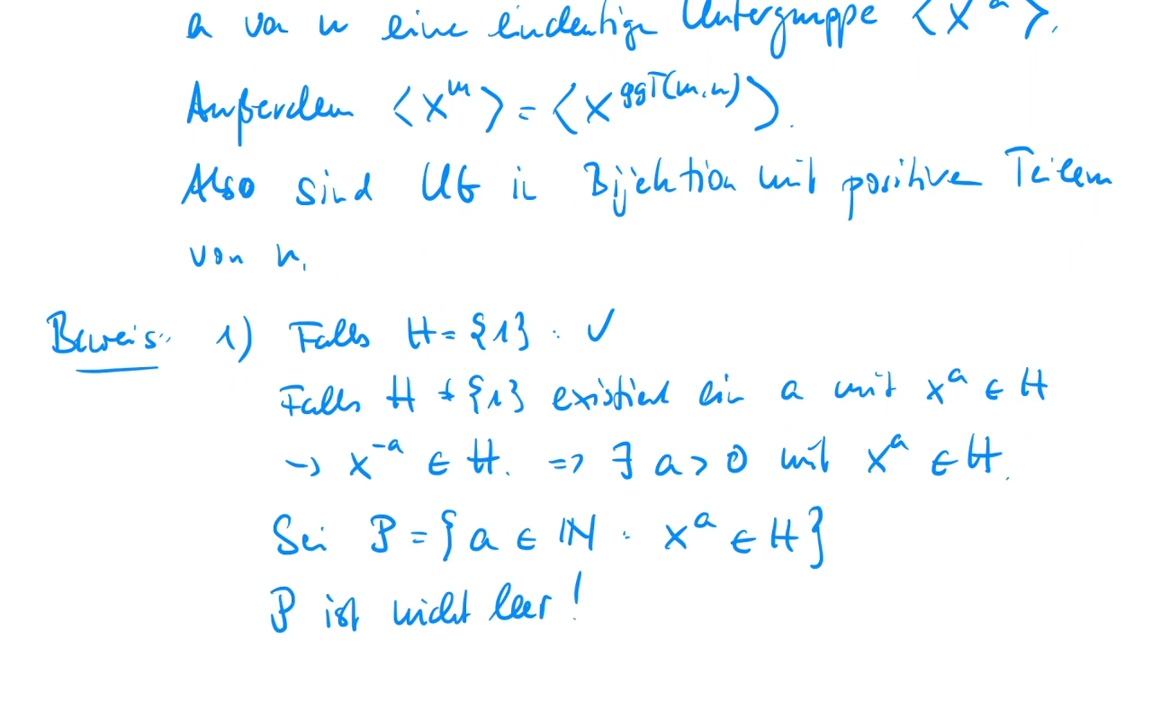 a von n eine eindeutige Untergruppe <x^a>.
Außerdem <x^m> = <x^ggT(m,n)>.
Also sind UG in Bijektion mit positiven Teilern
von n.
Beweis: 1) Falls H = {1} : ✓
Falls H ≠ {1} existiert ein a mit x^a ∈ H
→ x^-a ∈ H. => ∃ a > 0 mit x^a ∈ H.
Sei P = {a ∈ ℕ : x^a ∈ H}
P ist nicht leer!